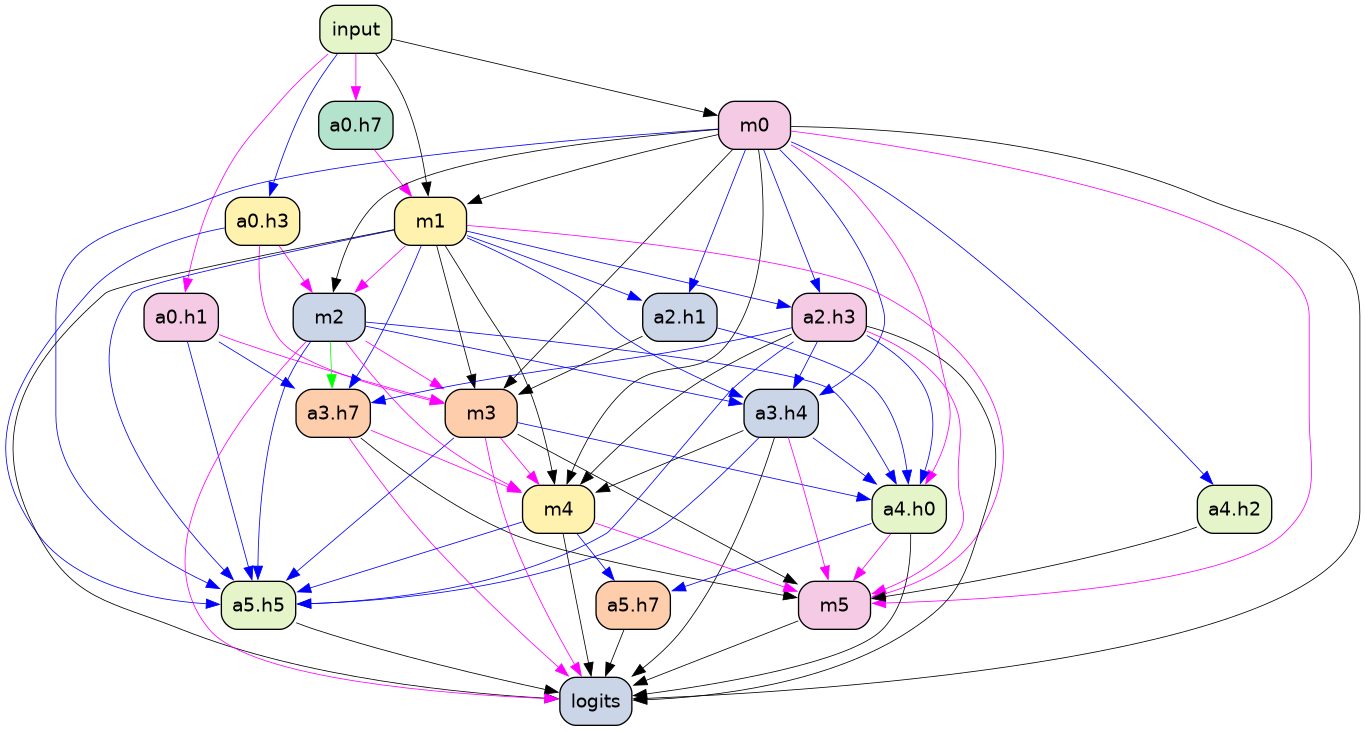 input
a0.h7
m0
a0.h3
m1
a0.h1
m2
a2.h1
a2.h3
a3.h7
m3
a3.h4
m4
a4.h0
a4.h2
a5.h5
a5.h7
m5
logits